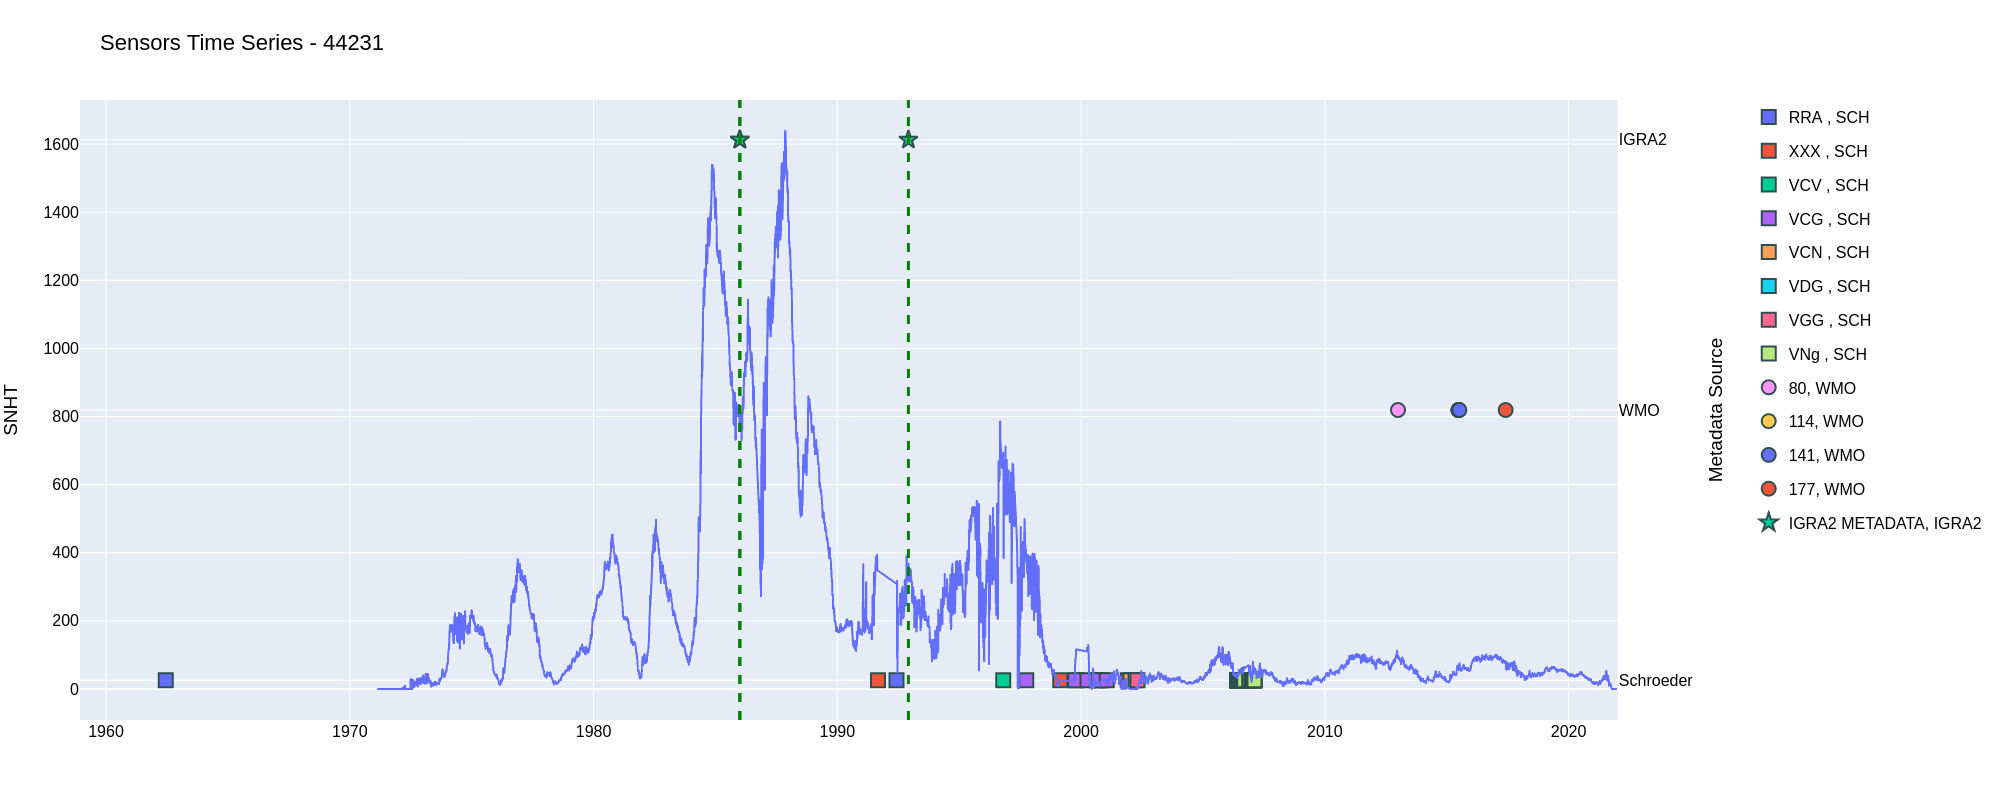 Sensors Time Series - 44231
SNHT
1600
1400
1200
1000
800
600
400
200
0
1960
1970
1980
1990
2000
2010
2020
IGRA2
WMO
Schroeder
Metadata Source
RRA , SCH
XXX , SCH
VCV , SCH
VCG , SCH
VCN , SCH
VDG , SCH
VGG , SCH
VNg , SCH
80, WMO
114, WMO
141, WMO
177, WMO
IGRA2 METADATA, IGRA2